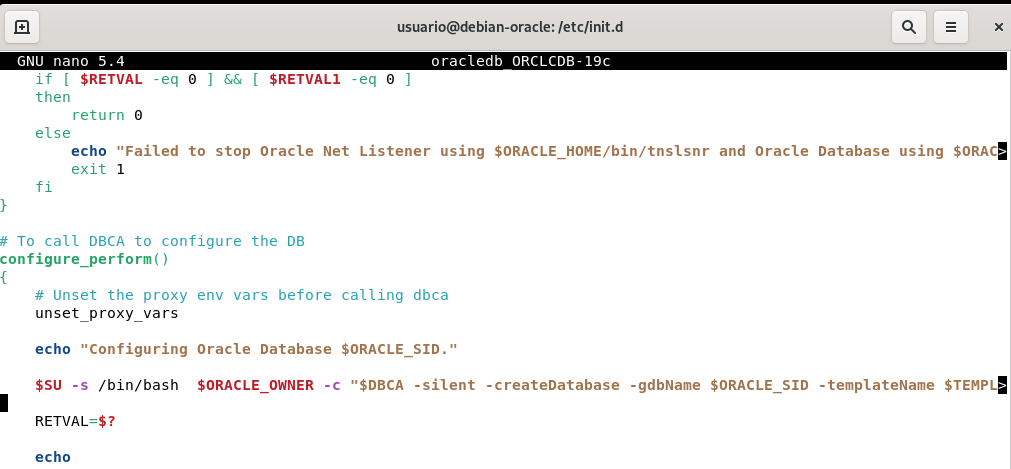 usuario@debian-oracle: /etc/init.d
GNU nano 5.4 oracledb_ORCLCDB-19c
    if [ $RETVAL -eq 0 ] && [ $RETVAL1 -eq 0 ]
    then
        return 0
    else
        echo "Failed to stop Oracle Net Listener using $ORACLE_HOME/bin/tnslsnr and Oracle Database using $ORAC>
        exit 1
    fi
}
# To call DBCA to configure the DB
configure_perform()
{
    # Unset the proxy env vars before calling dbca
    unset_proxy_vars
    echo "Configuring Oracle Database $ORACLE_SID."
    $SU -s /bin/bash  $ORACLE_OWNER -c "$DBCA -silent -createDatabase -gdbName $ORACLE_SID -templateName $TEMPL>
    RETVAL=$?
    echo